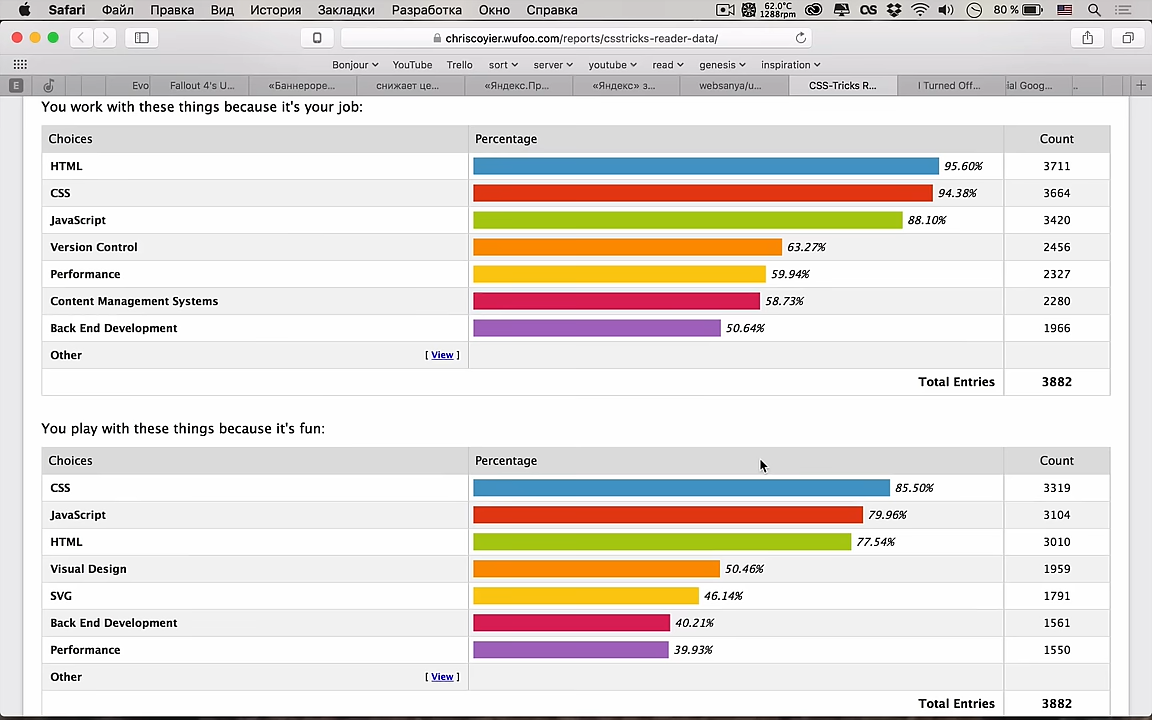 Safari Файл Правка Вид История Закладки Разработка Окно Справка 62.0°C 1288rpm 80 %
chriscoyier.wufoo.com/reports/csstricks-reader-data/
Bonjour YouTube Trello sort server youtube read genesis inspiration
E Evo Fallout 4's U... «Баннероре... снижает це... «Яндекс.Пр... «Яндекс» з... websanya/u... CSS-Tricks R... I Turned Off... ial Goog... ..
You work with these things because it's your job:
Choices Percentage Count
HTML 95.60% 3711
CSS 94.38% 3664
JavaScript 88.10% 3420
Version Control 63.27% 2456
Performance 59.94% 2327
Content Management Systems 58.73% 2280
Back End Development 50.64% 1966
Other [ View ]
Total Entries 3882
You play with these things because it's fun:
Choices Percentage Count
CSS 85.50% 3319
JavaScript 79.96% 3104
HTML 77.54% 3010
Visual Design 50.46% 1959
SVG 46.14% 1791
Back End Development 40.21% 1561
Performance 39.93% 1550
Other [ View ]
Total Entries 3882